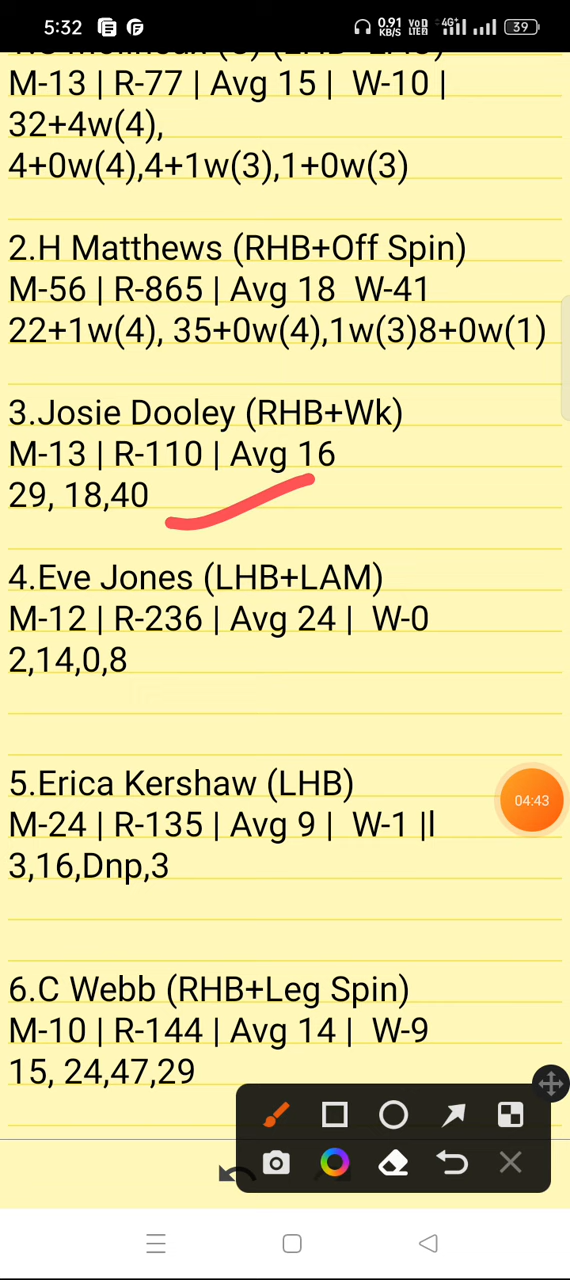 5:32 0.91 KB/S VoD LTE2 4G+ 39
M-13 | R-77 | Avg 15 | W-10 |
32+4w(4),
4+0w(4),4+1w(3),1+0w(3)
2.H Matthews (RHB+Off Spin)
M-56 | R-865 | Avg 18 W-41
22+1w(4), 35+0w(4),1w(3)8+0w(1)
3.Josie Dooley (RHB+Wk)
M-13 | R-110 | Avg 16
29, 18,40
4.Eve Jones (LHB+LAM)
M-12 | R-236 | Avg 24 | W-0
2,14,0,8
5.Erica Kershaw (LHB)
M-24 | R-135 | Avg 9 | W-1 |l
04:43
3,16,Dnp,3
6.C Webb (RHB+Leg Spin)
M-10 | R-144 | Avg 14 | W-9
15, 24,47,29